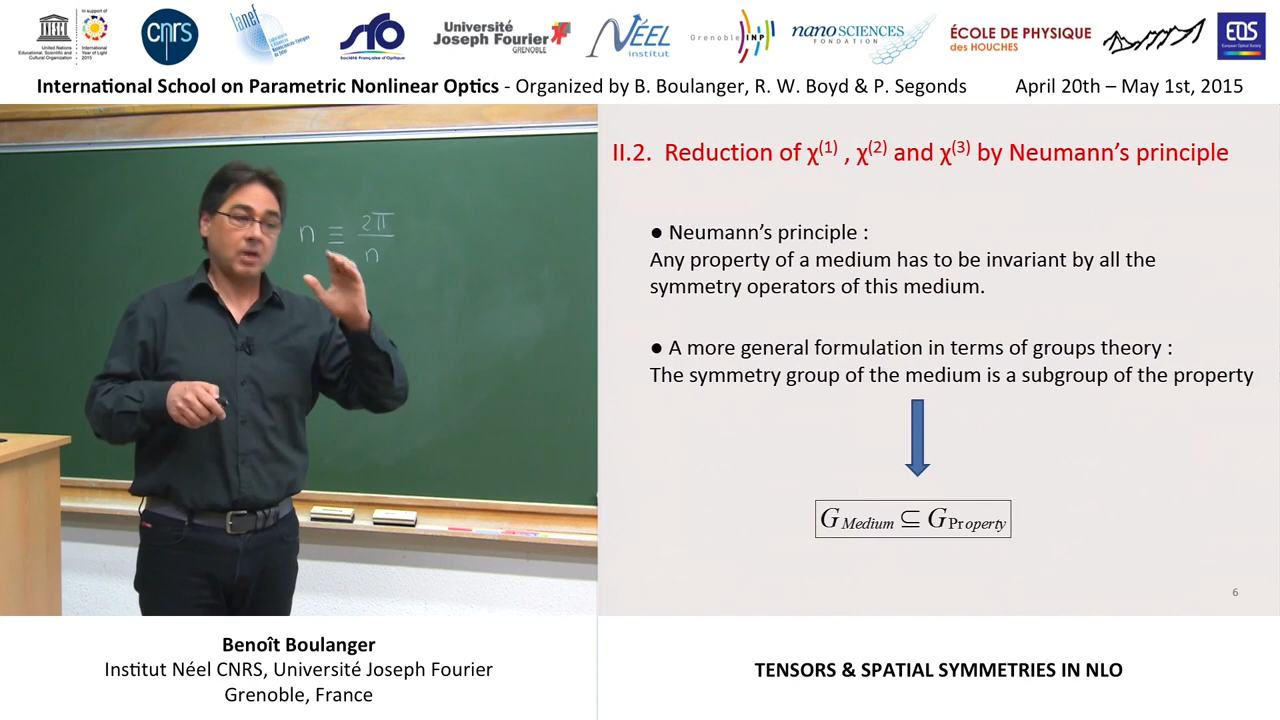 United Nations
Educational, Scientific and
Cultural Organization
In support of
International
Year of Light
2015
cnrs
lanef
SFO
Société Française d'Optique
Université
Joseph Fourier
GRENOBLE
NÉEL
institut
Grenoble INP
nanoSCIENCES
FONDATION
ÉCOLE DE PHYSIQUE
des HOUCHES
EOS
European Optical Society
International School on Parametric Nonlinear Optics - Organized by B. Boulanger, R. W. Boyd & P. Segonds April 20th – May 1st, 2015
n ≡ 2π/n
II.2. Reduction of χ⁽¹⁾ , χ⁽²⁾ and χ⁽³⁾ by Neumann's principle
● Neumann's principle :
Any property of a medium has to be invariant by all the
symmetry operators of this medium.
● A more general formulation in terms of groups theory :
The symmetry group of the medium is a subgroup of the property
G Medium ⊆ G Property
6
Benoît Boulanger
Institut Néel CNRS, Université Joseph Fourier
Grenoble, France
TENSORS & SPATIAL SYMMETRIES IN NLO